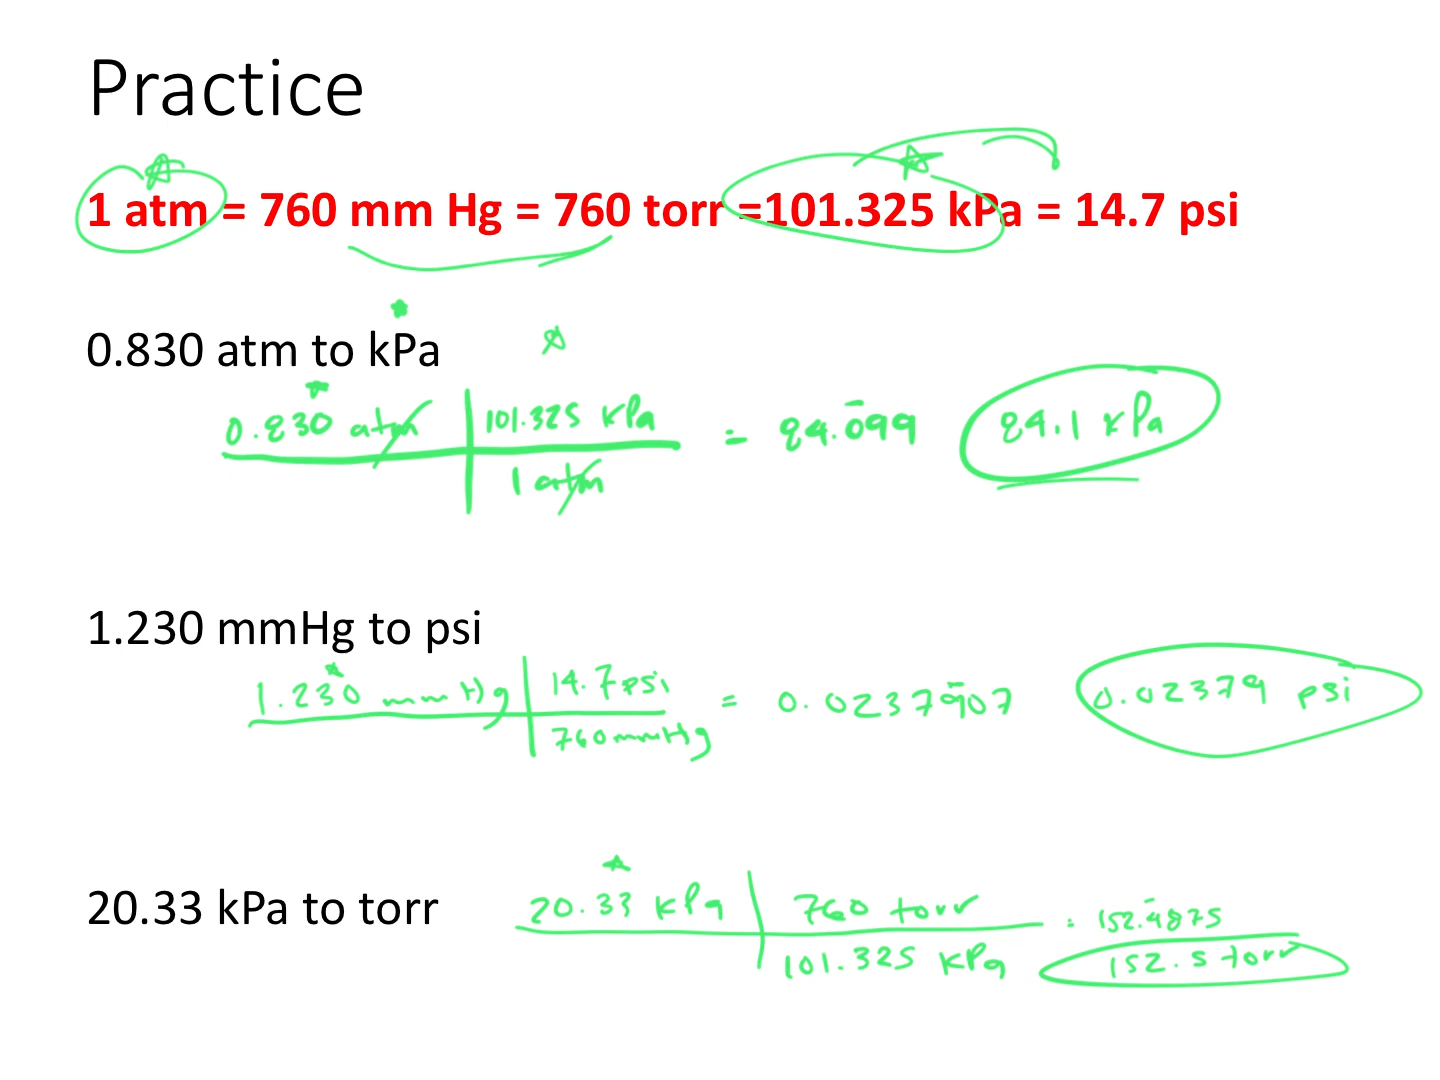 Practice
1 atm = 760 mm Hg = 760 torr =101.325 kPa = 14.7 psi
0.830 atm to kPa
0.830 atm | 101.325 kPa = 84.099 84.1 kPa
1 atm
1.230 mmHg to psi
1.230 mm Hg | 14.7 psi = 0.0237907 0.02379 psi
760 mmHg
20.33 kPa to torr
20.33 kPa | 760 torr = 152.4875
101.325 kPa 152.5 torr